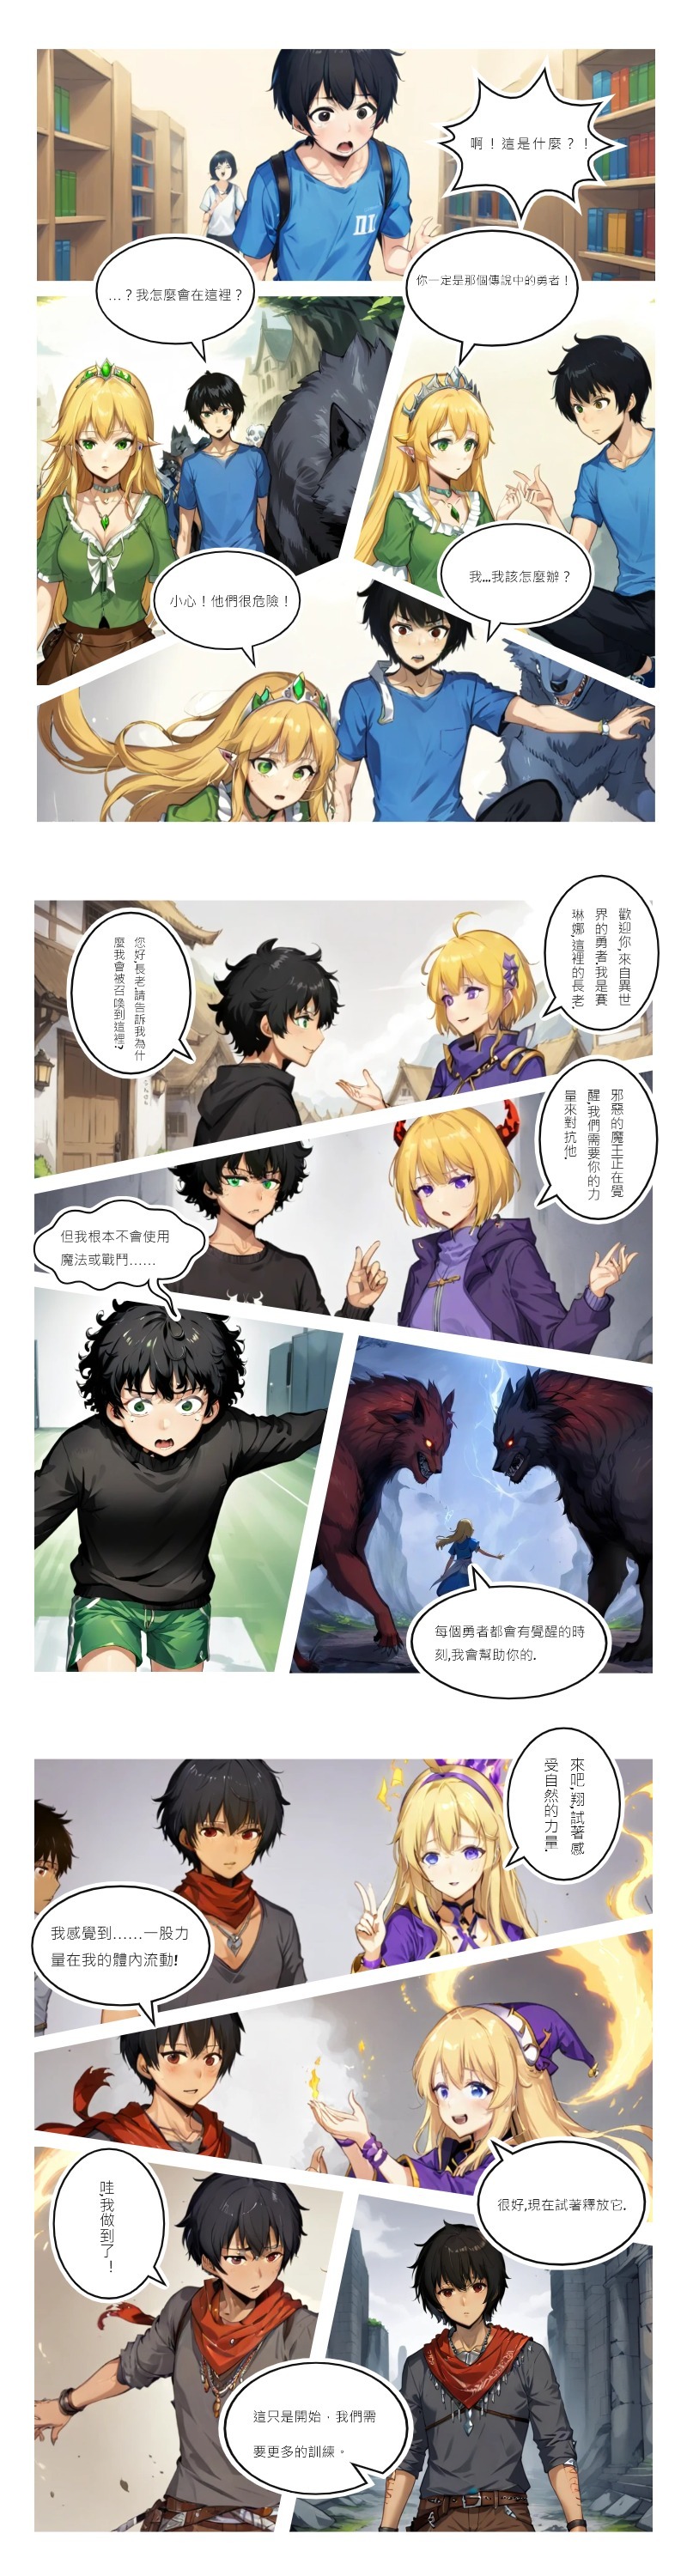 啊！這是什麼？！
…？我怎麼會在這裡？
你一定是那個傳說中的勇者！
小心！他們很危險！
我...我該怎麼辦？
歡迎你,來自異世
界的勇者.我是賽
琳娜,這裡的長老.
您好,長老.請告訴我為什
麼我會被召喚到這裡?
邪惡的魔王正在覺
醒,我們需要你的力
量來對抗他.
但我根本不會使用
魔法或戰鬥……
每個勇者都會有覺醒的時
刻,我會幫助你的.
來吧,翔,試著感
受自然的力量.
我感覺到……一股力
量在我的體內流動!
很好,現在試著釋放它.
哇,我做到了！
這只是開始，我們需
要更多的訓練。